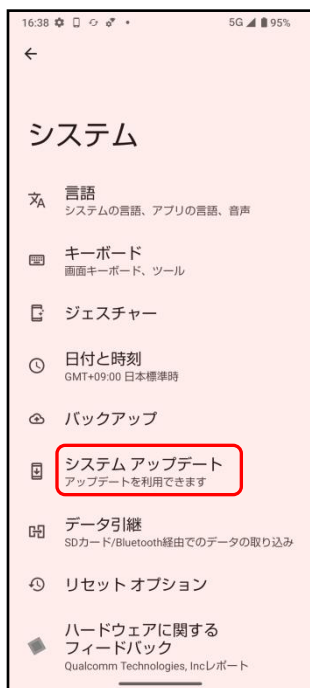 16:38 5G 95%
システム
言語
システムの言語、アプリの言語、音声
キーボード
画面キーボード、ツール
ジェスチャー
日付と時刻
GMT+09:00 日本標準時
バックアップ
システム アップデート
アップデートを利用できます
データ引継
SDカード/Bluetooth経由でのデータの取り込み
リセット オプション
ハードウェアに関する
フィードバック
Qualcomm Technologies, Incレポート